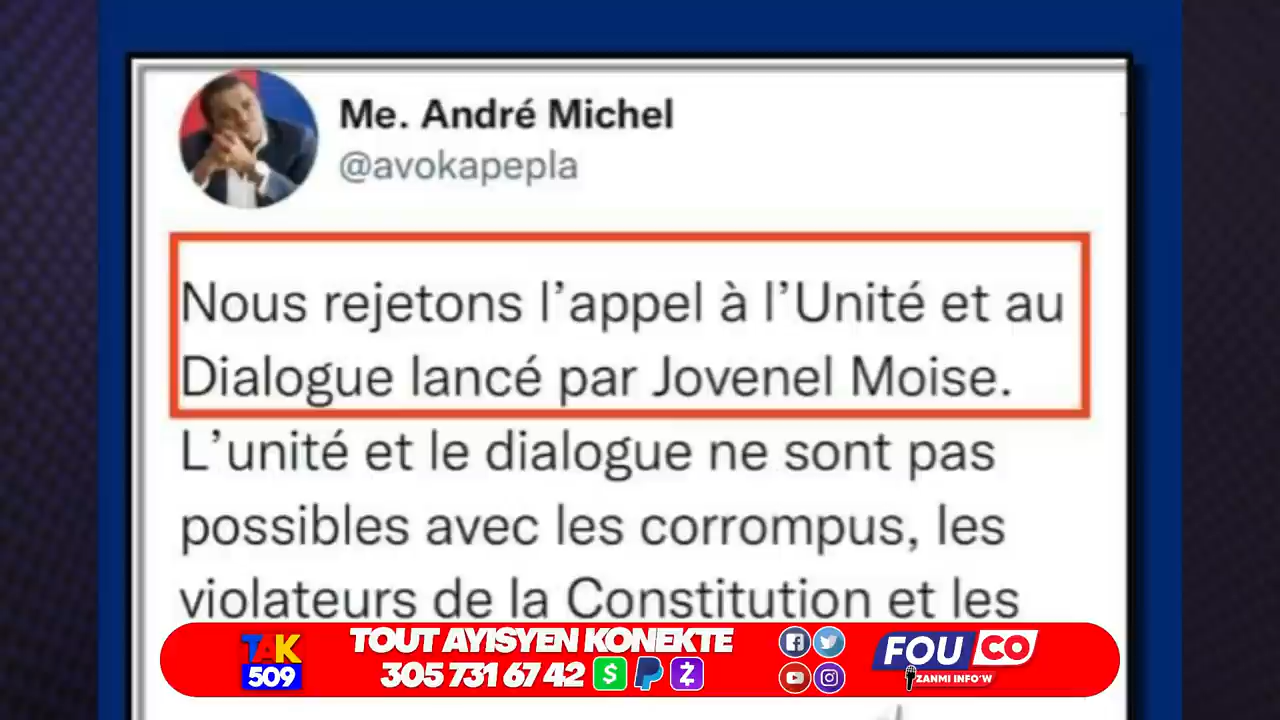 Me. André Michel
@avokapepla
Nous rejetons l’appel à l’Unité et au
Dialogue lancé par Jovenel Moise.
L’unité et le dialogue ne sont pas
possibles avec les corrompus, les
violateurs de la Constitution et les
TAK
509
TOUT AYISYEN KONEKTE
305 731 67 42
FOUCO
ZANMI INFO'W